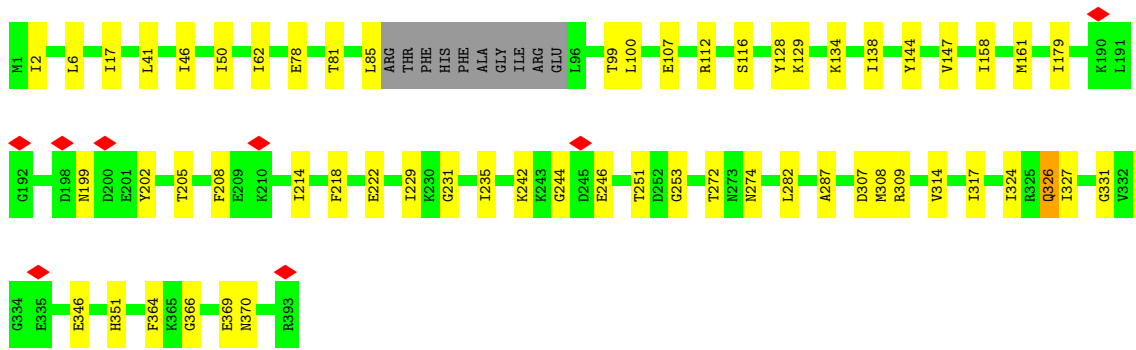 M1 I2 L6 I17 L41 I46 I50 I62 E78 T81 L85 ARG THR PHE HIS PHE ALA GLY ILE ARG GLU L96 T99 L100 E107 R112 S116 Y128 K129 K134 I138 Y144 V147 I158 M161 I179 K190 L191
G192 D198 N199 D200 E201 Y202 T205 F208 E209 K210 I214 F218 E222 I229 K230 G231 I235 K242 K243 G244 D245 E246 T251 D252 G253 T272 N273 N274 L282 A287 D307 M308 R309 V314 I317 I324 R325 Q326 I327 G331 V332
G334 E335 E346 H351 F364 K365 G366 E369 N370 R393